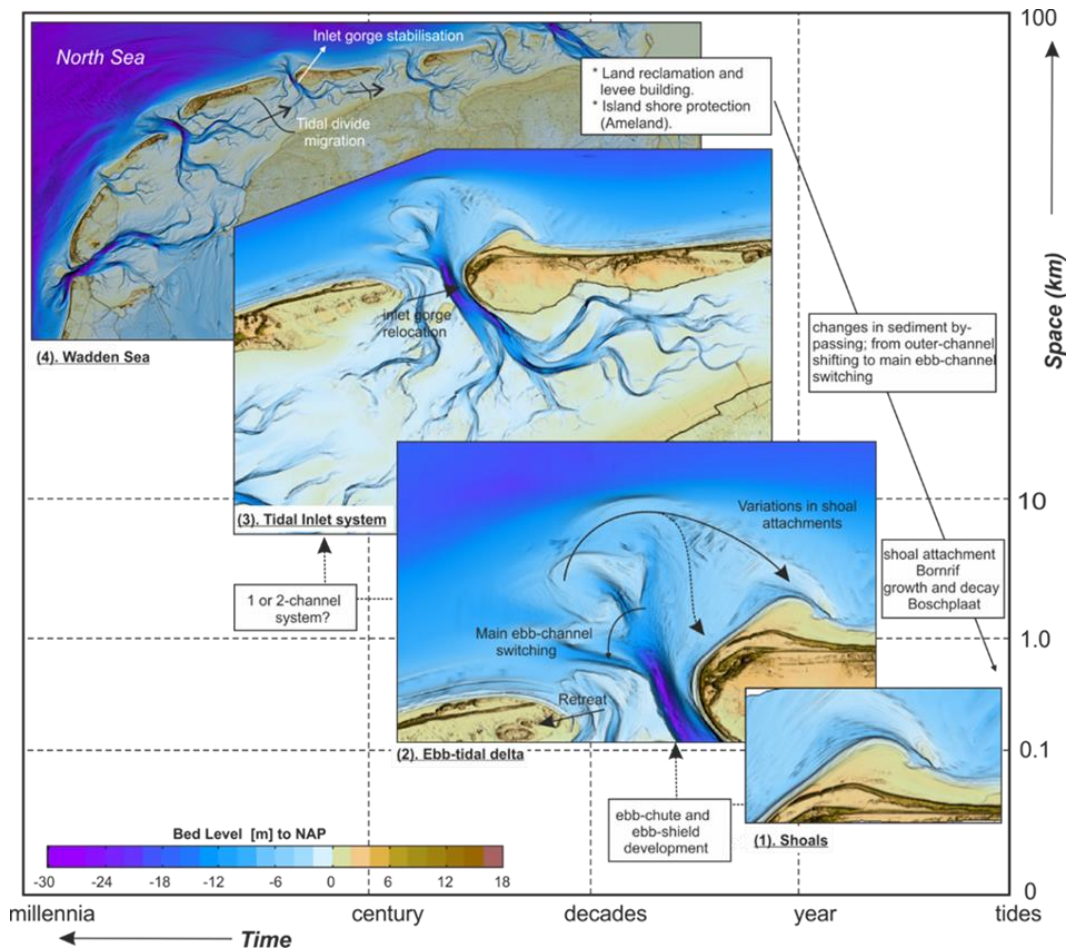 North Sea
Inlet gorge stabilisation
Tidal divide
migration
(4). Wadden Sea
* Land reclamation and
levee building.
* Island shore protection
(Ameland).
100
Space (km)
inlet gorge
relocation
(3). Tidal Inlet system
changes in sediment by-
passing; from outer-channel
shifting to main ebb-channel
switching
10
1 or 2-channel
system?
Variations in shoal
attachments
Main ebb-channel
switching
Retreat
(2). Ebb-tidal delta
shoal attachment
Bornrif
growth and decay
Boschplaat
1.0
0.1
ebb-chute and
ebb-shield
development
(1). Shoals
Bed Level [m] to NAP
-30 -24 -18 -12 -6 0 6 12 18
0
millennia century decades year tides
Time